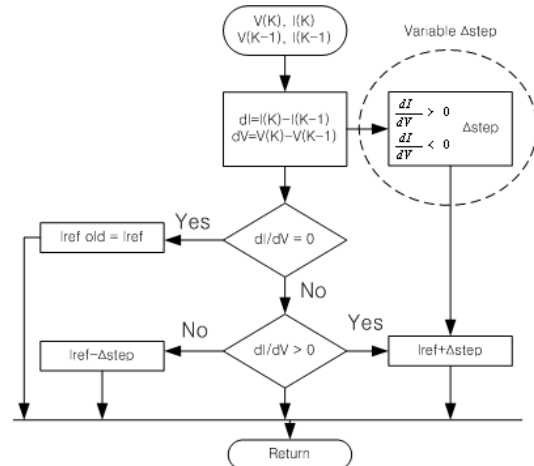 V(K), I(K)
V(K-1), I(K-1)
Variable Δstep
dI=I(K)-I(K-1)
dV=V(K)-V(K-1)
dI/dV > 0
Δstep
dI/dV < 0
Yes
Iref old = Iref
dI/dV = 0
No
No
Yes
Iref-Δstep
dI/dV > 0
Iref+Δstep
Return